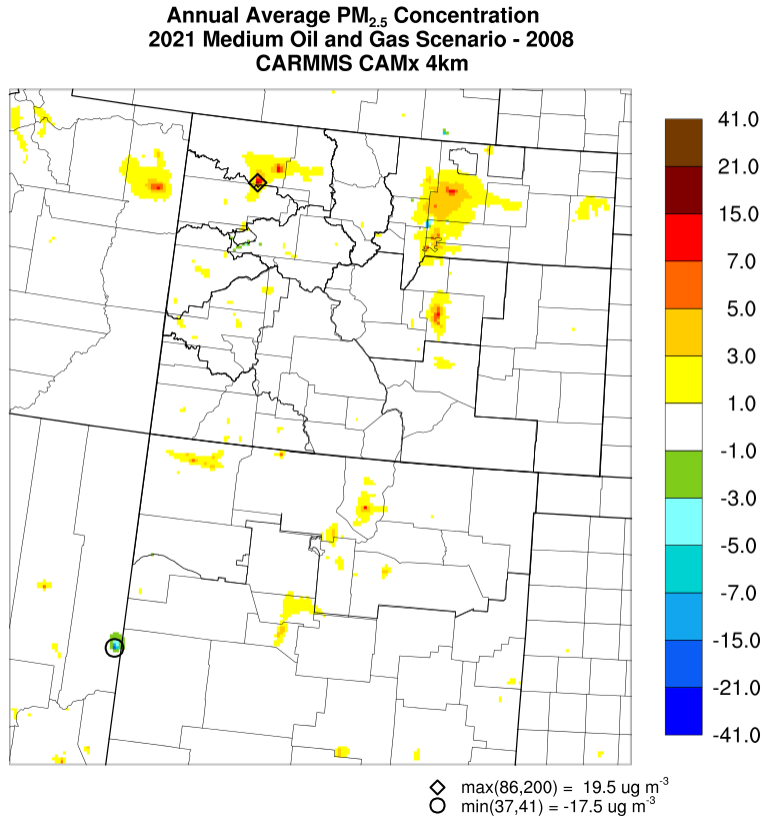 Annual Average PM2.5 Concentration
2021 Medium Oil and Gas Scenario - 2008
CARMMS CAMx 4km
41.0
21.0
15.0
7.0
5.0
3.0
1.0
-1.0
-3.0
-5.0
-7.0
-15.0
-21.0
-41.0
max(86,200) = 19.5 ug m-3
min(37,41) = -17.5 ug m-3